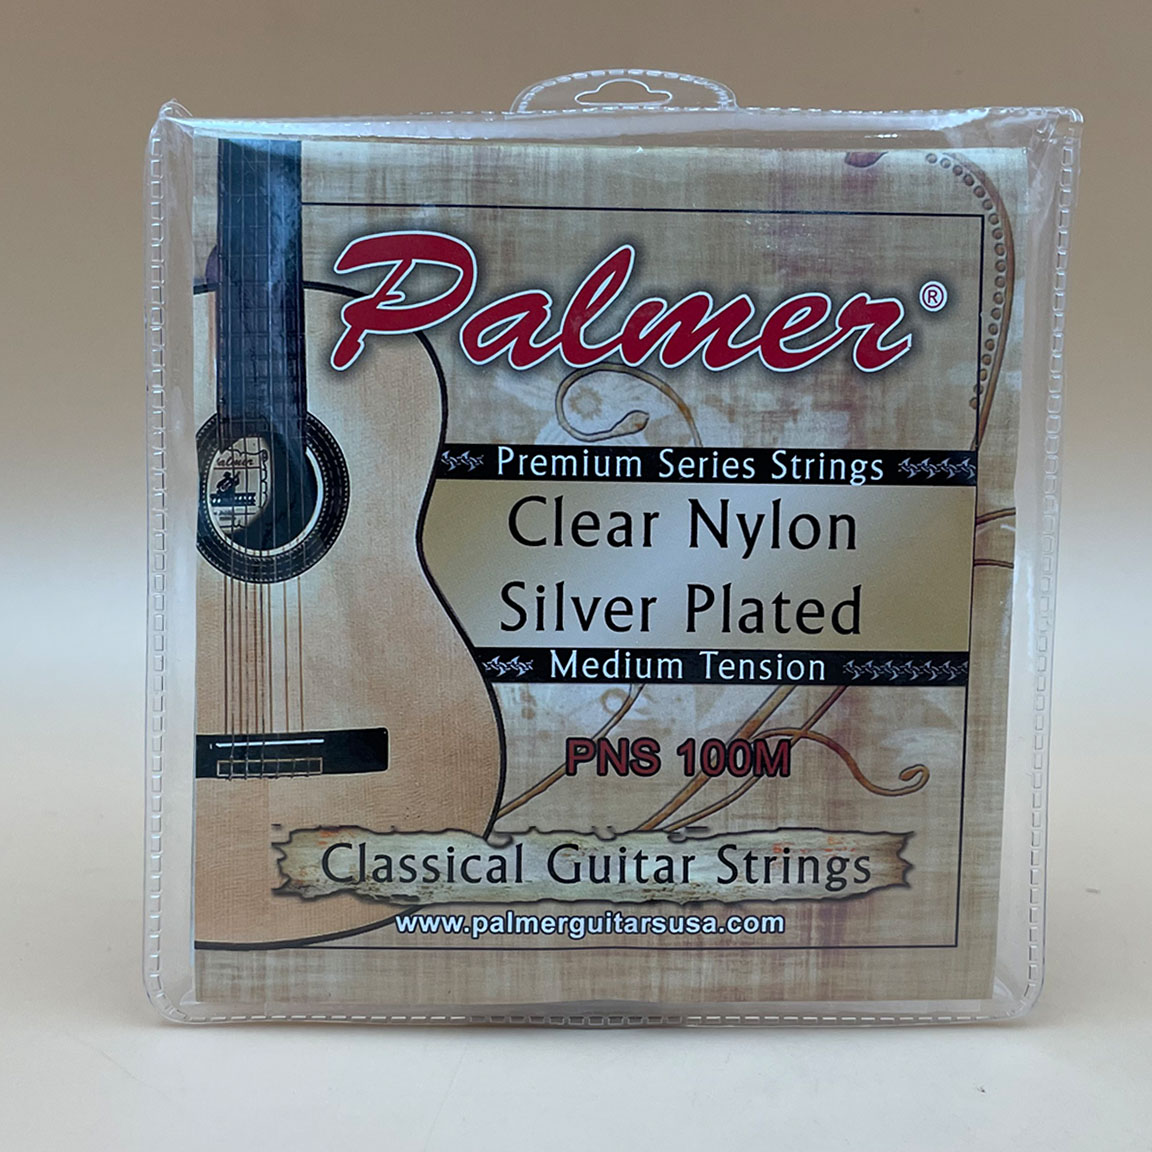 Palmer®
Premium Series Strings
Clear Nylon
Silver Plated
Medium Tension
PNS 100M
Classical Guitar Strings
www.palmerguitarsusa.com